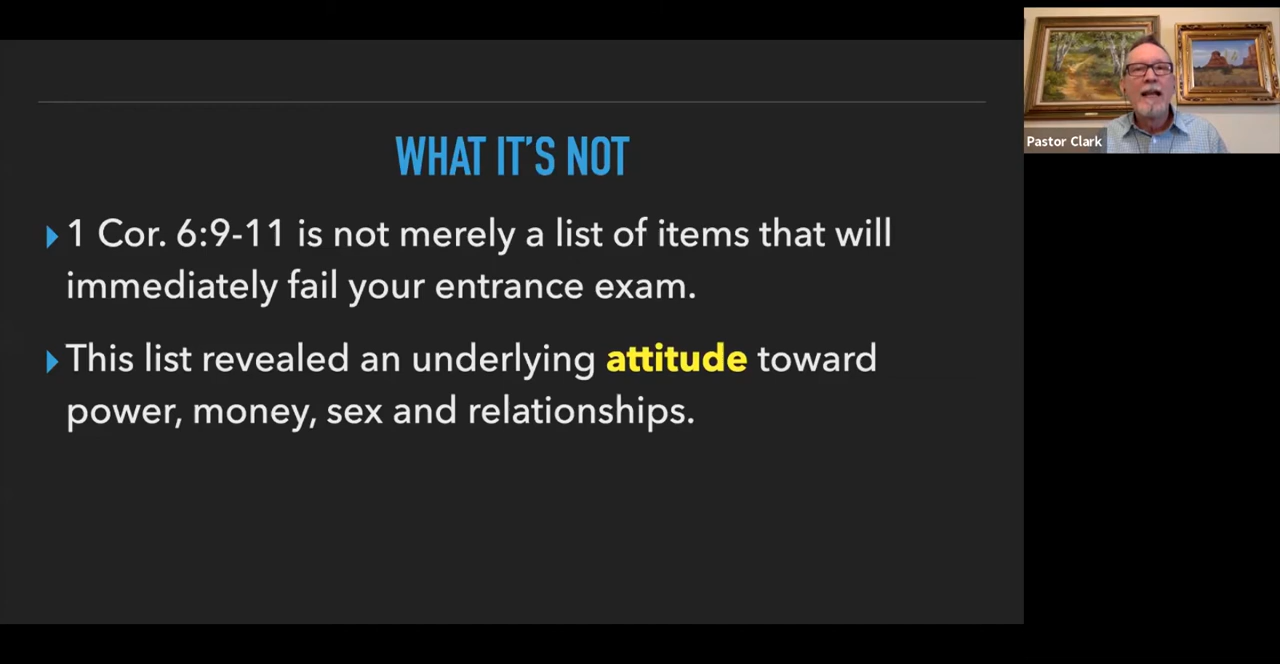 WHAT IT'S NOT
1 Cor. 6:9-11 is not merely a list of items that will
immediately fail your entrance exam.
This list revealed an underlying attitude toward
power, money, sex and relationships.
Pastor Clark